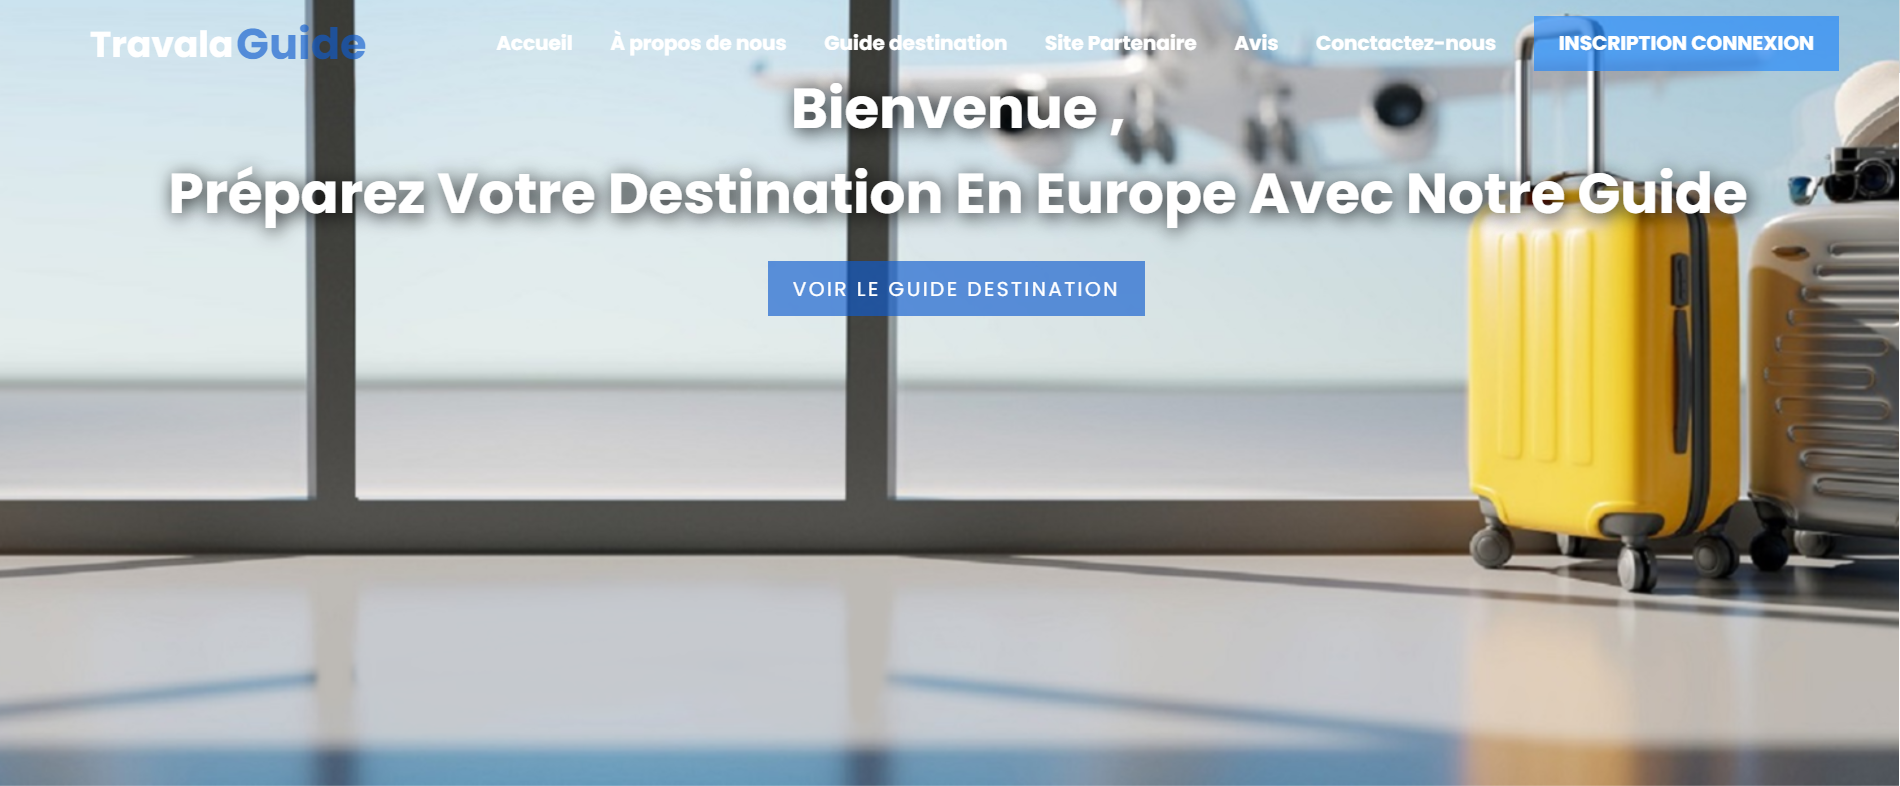 TravalaGuide Accueil À propos de nous Guide destination Site Partenaire Avis Conctactez-nous INSCRIPTION CONNEXION
Bienvenue ,
Préparez Votre Destination En Europe Avec Notre Guide
VOIR LE GUIDE DESTINATION